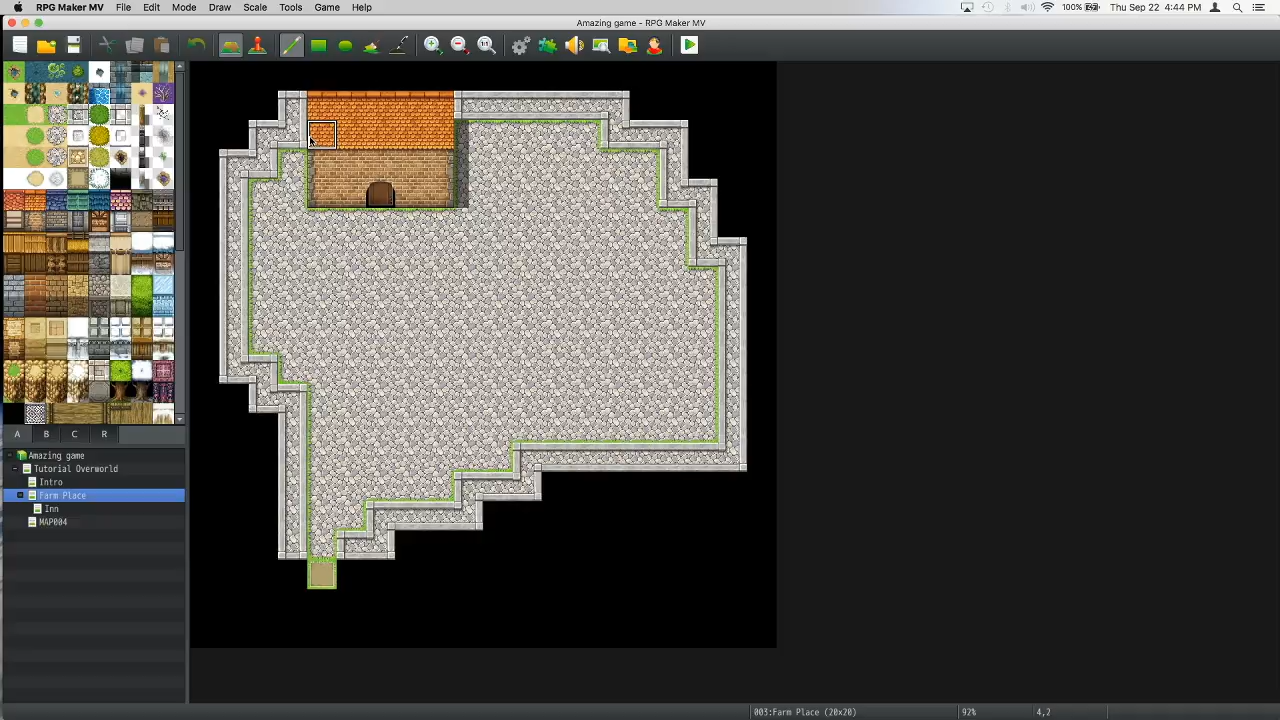 RPG Maker MV File Edit Mode Draw Scale Tools Game Help 100% Thu Sep 22 4:44 PM
Amazing game - RPG Maker MV
1:1
A B C R
Amazing game
Tutorial Overworld
Intro
Farm Place
Inn
MAP004
003:Farm Place (20x20) 92% 4,2